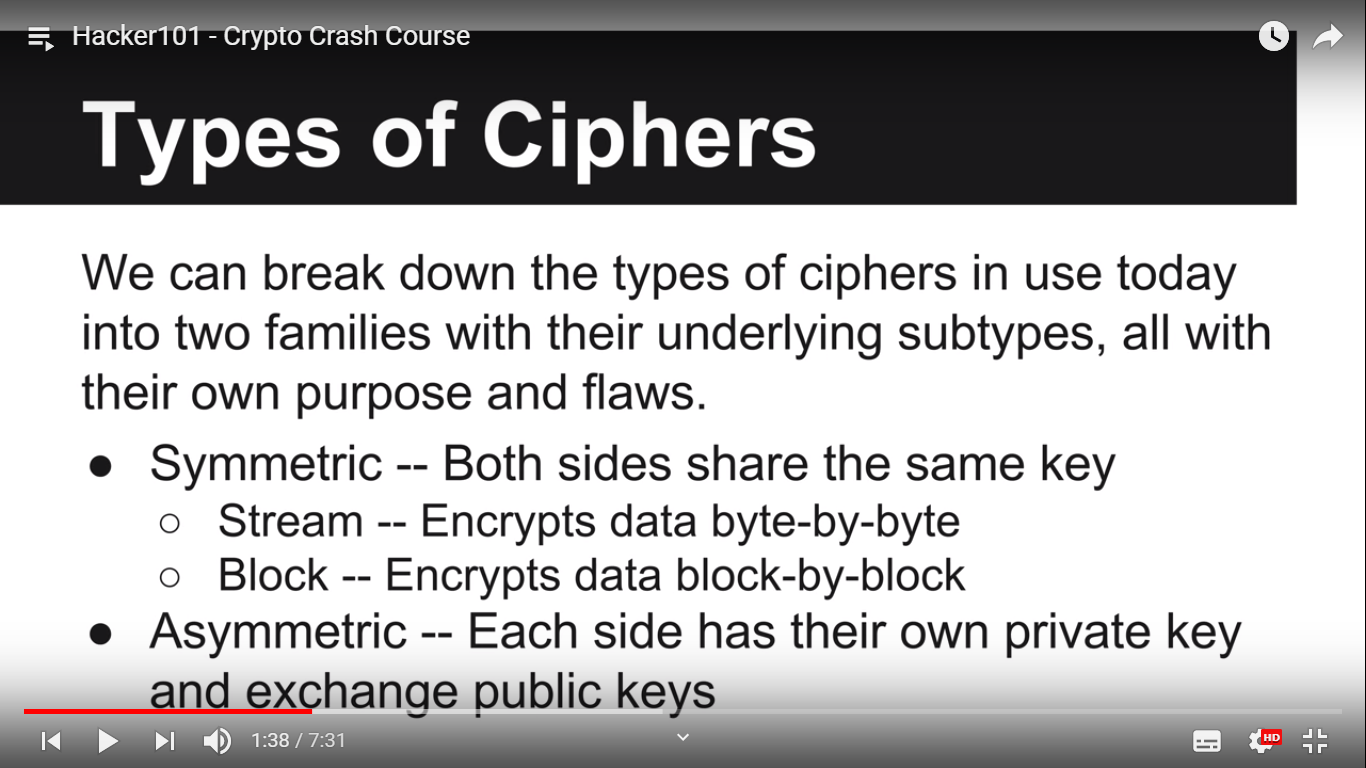 Hacker101 - Crypto Crash Course
Types of Ciphers
We can break down the types of ciphers in use today
into two families with their underlying subtypes, all with
their own purpose and flaws.
● Symmetric -- Both sides share the same key
○ Stream -- Encrypts data byte-by-byte
○ Block -- Encrypts data block-by-block
● Asymmetric -- Each side has their own private key
and exchange public keys
1:38 / 7:31
HD